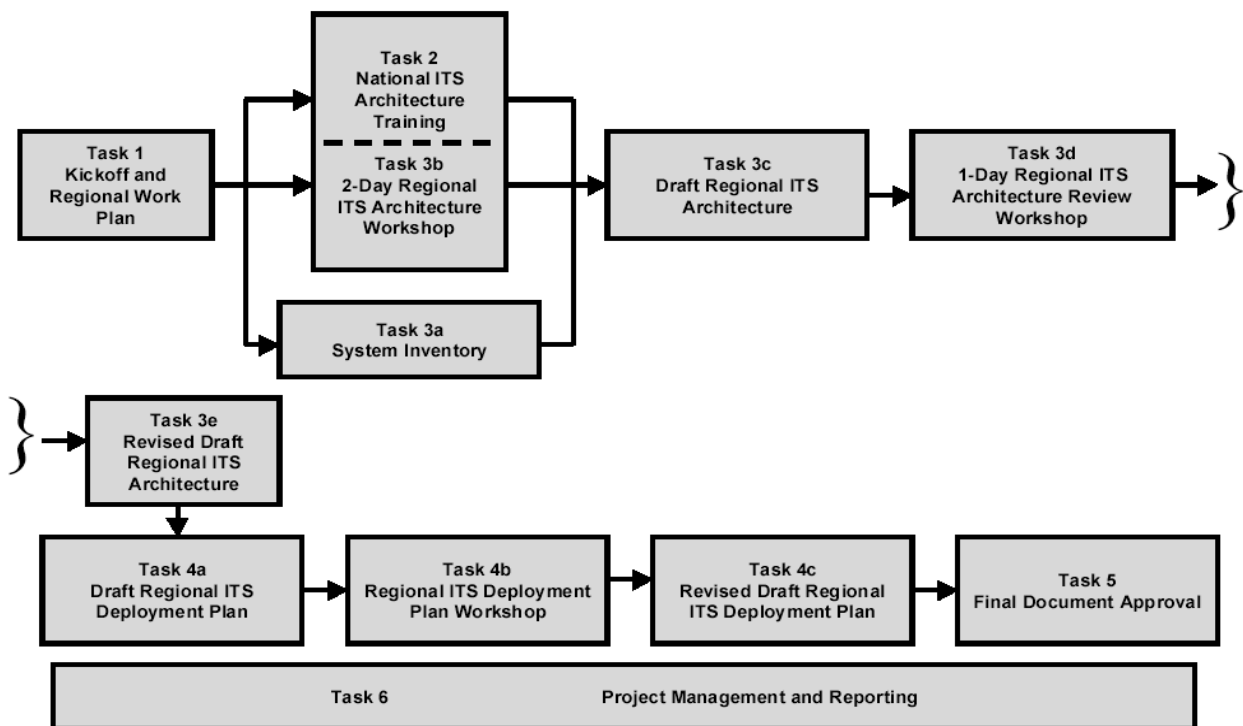 Task 2
National ITS
Architecture
Training
Task 1
Kickoff and
Regional Work
Plan
Task 3b
2-Day Regional
ITS Architecture
Workshop
Task 3c
Draft Regional ITS
Architecture
Task 3d
1-Day Regional ITS
Architecture Review
Workshop
}
Task 3a
System Inventory
}
Task 3e
Revised Draft
Regional ITS
Architecture
Task 4a
Draft Regional ITS
Deployment Plan
Task 4b
Regional ITS Deployment
Plan Workshop
Task 4c
Revised Draft Regional
ITS Deployment Plan
Task 5
Final Document Approval
Task 6 Project Management and Reporting